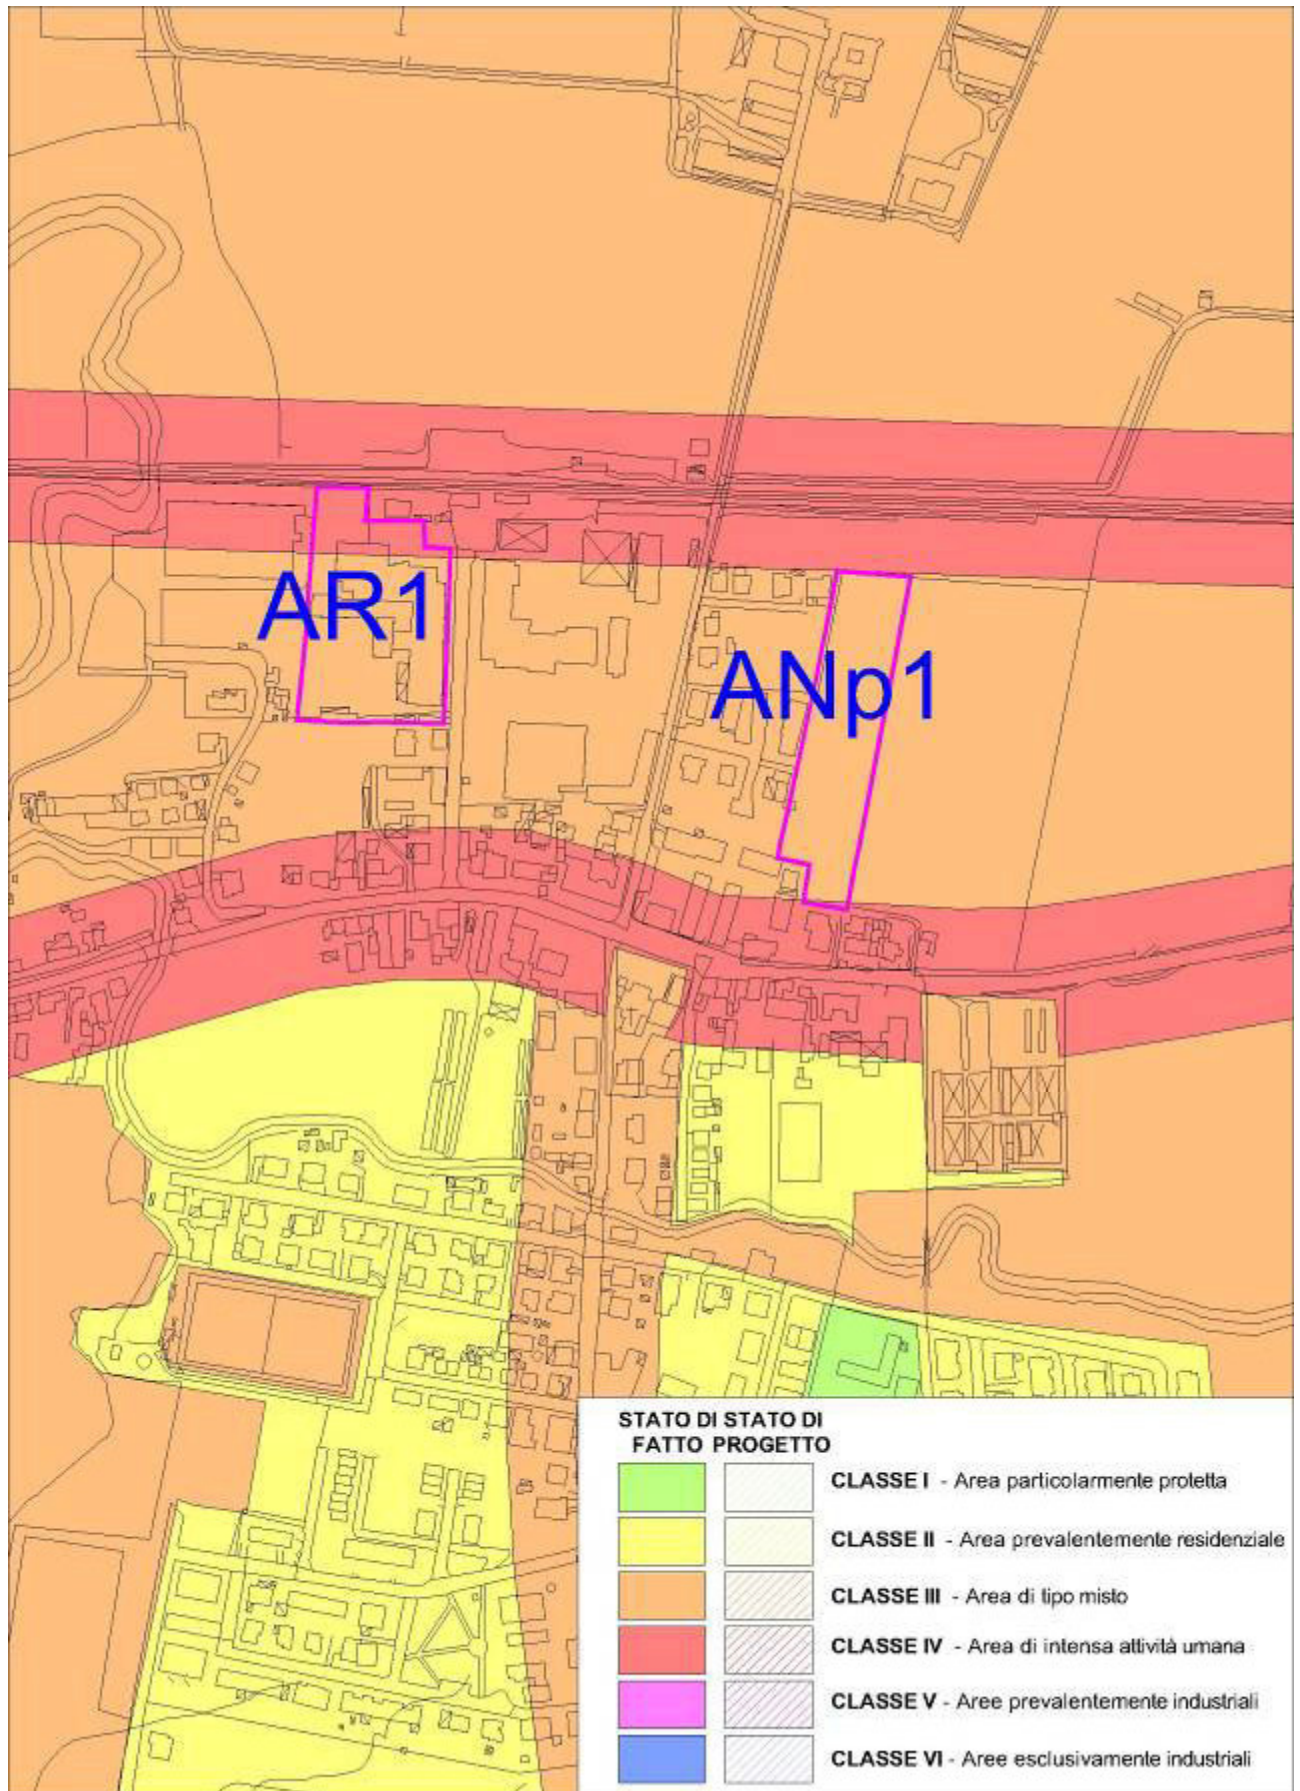 AR1
ANp1
STATO DI STATO DI
FATTO PROGETTO
CLASSE I - Area particolarmente protetta
CLASSE II - Area prevalentemente residenziale
CLASSE III - Area di tipo misto
CLASSE IV - Area di intensa attività umana
CLASSE V - Aree prevalentemente industriali
CLASSE VI - Aree esclusivamente industriali